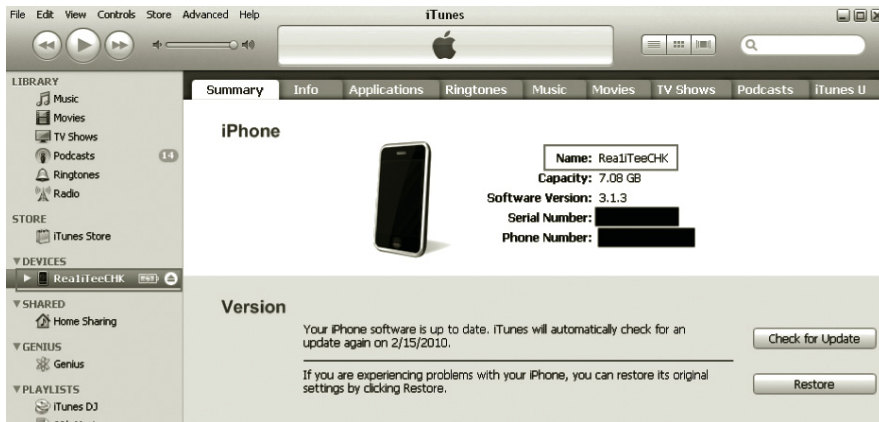 File Edit View Controls Store Advanced Help
iTunes
LIBRARY
Music
Movies
TV Shows
Podcasts 14
Ringtones
Radio
STORE
iTunes Store
DEVICES
Rea1iTeeCHK
SHARED
Home Sharing
GENIUS
Genius
PLAYLISTS
iTunes DJ
Summary Info Applications Ringtones Music Movies TV Shows Podcasts iTunes U
iPhone
Name: Rea1iTeeCHK
Capacity: 7.08 GB
Software Version: 3.1.3
Serial Number:
Phone Number:
Version
Your iPhone software is up to date. iTunes will automatically check for an
update again on 2/15/2010.
Check for Update
If you are experiencing problems with your iPhone, you can restore its original
settings by clicking Restore.
Restore